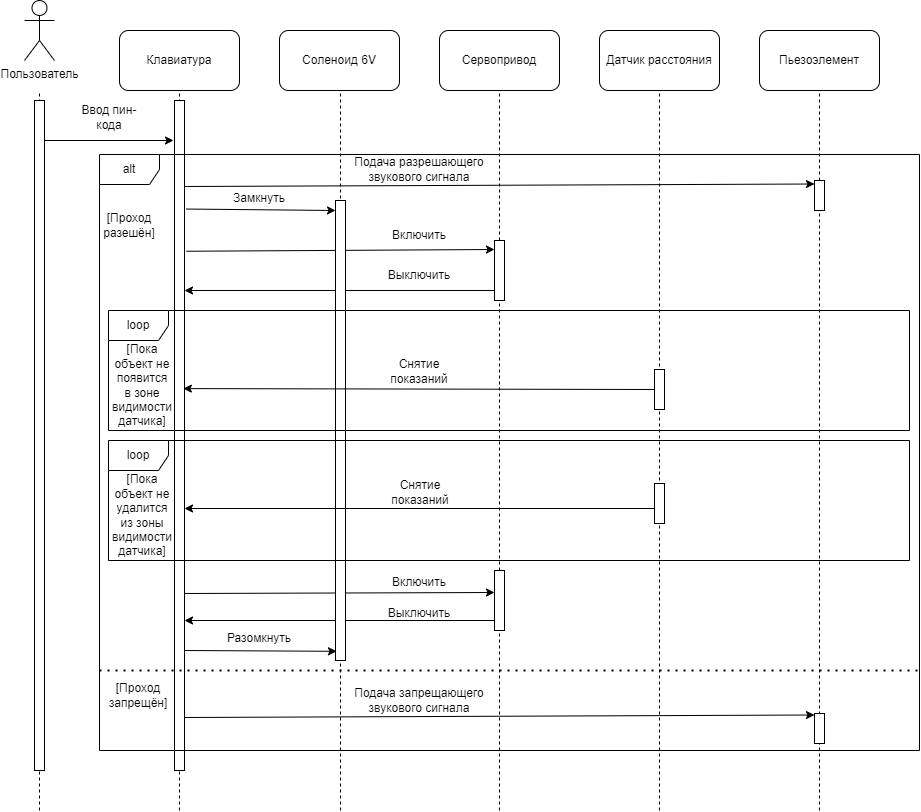 Пользователь
Клавиатура
Соленоид 6V
Сервопривод
Датчик расстояния
Пьезоэлемент
Ввод пин-
кода
alt
Подача разрешающего
звукового сигнала
Замкнуть
[Проход
разешён]
Включить
Выключить
loop
[Пока
объект не
появится
в зоне
видимости
датчика]
Снятие
показаний
loop
[Пока
объект не
удалится
из зоны
видимости
датчика]
Снятие
показаний
Включить
Выключить
Разомкнуть
[Проход
запрещён]
Подача запрещающего
звукового сигнала